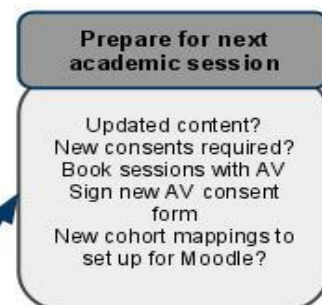 Prepare for next
academic session
Updated content?
New consents required?
Book sessions with AV
Sign new AV consent
form
New cohort mappings to
set up for Moodle?